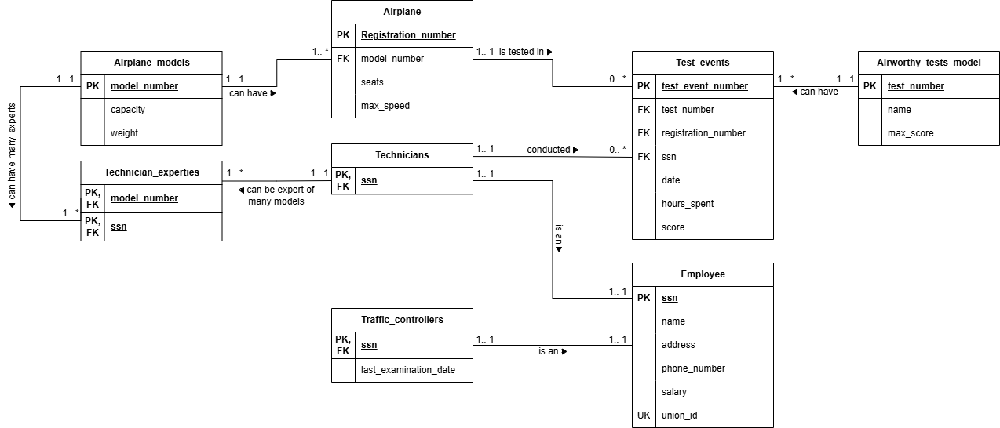 Airplane
PK Registration_number
FK model_number
seats
max_speed
Airplane_models
PK model_number
capacity
weight
1.. 1
can have
1.. *
1.. 1 is tested in
0.. *
Test_events
PK test_event_number
FK test_number
FK registration_number
FK ssn
date
hours_spent
score
1.. *
can have
1.. 1
Airworthy_tests_model
PK test_number
name
max_score
1.. 1
can have many experts
1.. *
Technician_experties
PK, FK model_number
PK, FK ssn
1.. *
can be expert of
many models
1.. 1
Technicians
PK, FK ssn
1.. 1
conducted
0.. *
1.. 1
is an
1.. 1
Employee
PK ssn
name
address
phone_number
salary
UK union_id
Traffic_controllers
PK, FK ssn
last_examination_date
1.. 1
is an
1.. 1